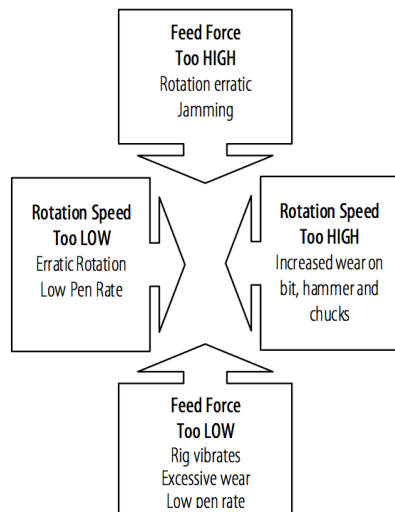 Feed Force
Too HIGH
Rotation erratic
Jamming
Rotation Speed
Too LOW
Erratic Rotation
Low Pen Rate
Rotation Speed
Too HIGH
Increased wear on
bit, hammer and
chucks
Feed Force
Too LOW
Rig vibrates
Excessive wear
Low pen rate